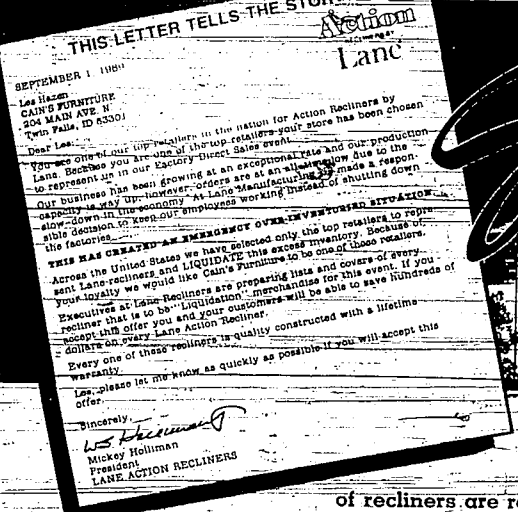 THIS LETTER TELLS THE STORY
Action
Lane
SEPTEMBER 1, 1989
Les Hazen
CAIN'S FURNITURE
204 MAIN AVE. N
Twin Falls, ID 83301
Dear Les:
You are one of our top retailers in the nation for Action Recliners by
Lane. Because you are one of the top retailers your store has been chosen
to represent us in our Factory Direct Sales event.
Our business has been growing at an exceptional rate and our production
capacity is way up, however, orders are at an all time low due to the
slow-down in the economy. At Lane Manufacturing we made a respon-
sible decision to keep our employees working instead of shutting down
the factories.
THIS HAS CREATED AN EMERGENCY OVER-INVENTORIED SITUATION.
Across the United States we have selected only the top retailers to repre-
sent Lane recliners and LIQUIDATE this excess inventory. Because of
your loyalty we would like Cain's Furniture to be one of those retailers.
Executives at Lane Recliners are preparing lists and covers of every
recliner that is to be "Liquidation" merchandise for this event. If you
accept this offer you and your customers will be able to save hundreds of
dollars on every Lane Action Recliner.
Every one of these recliners is quality constructed with a lifetime
warranty.
Les, please let me know as quickly as possible if you will accept this
offer.
Sincerely,
Mickey Holliman
President
LANE ACTION RECLINERS
of recliners are